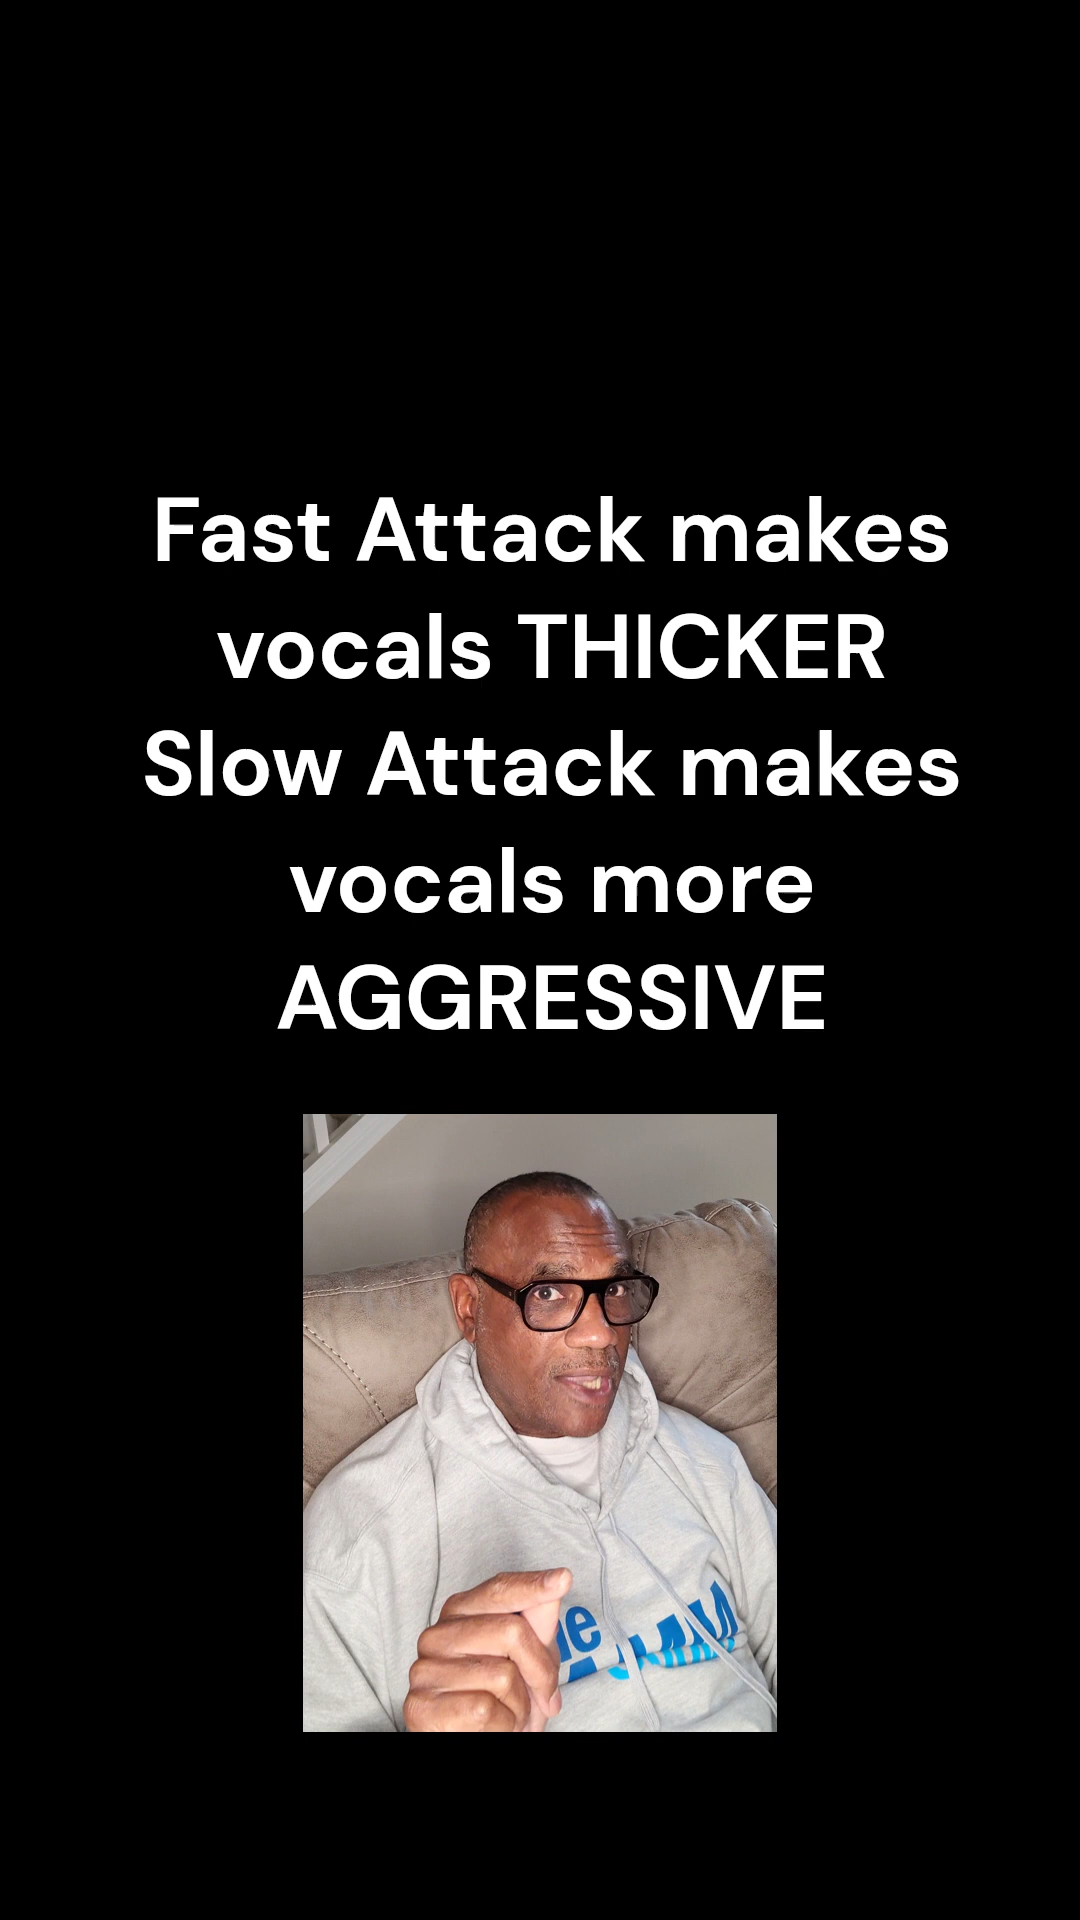 Fast Attack makes
vocals THICKER
Slow Attack makes
vocals more
AGGRESSIVE